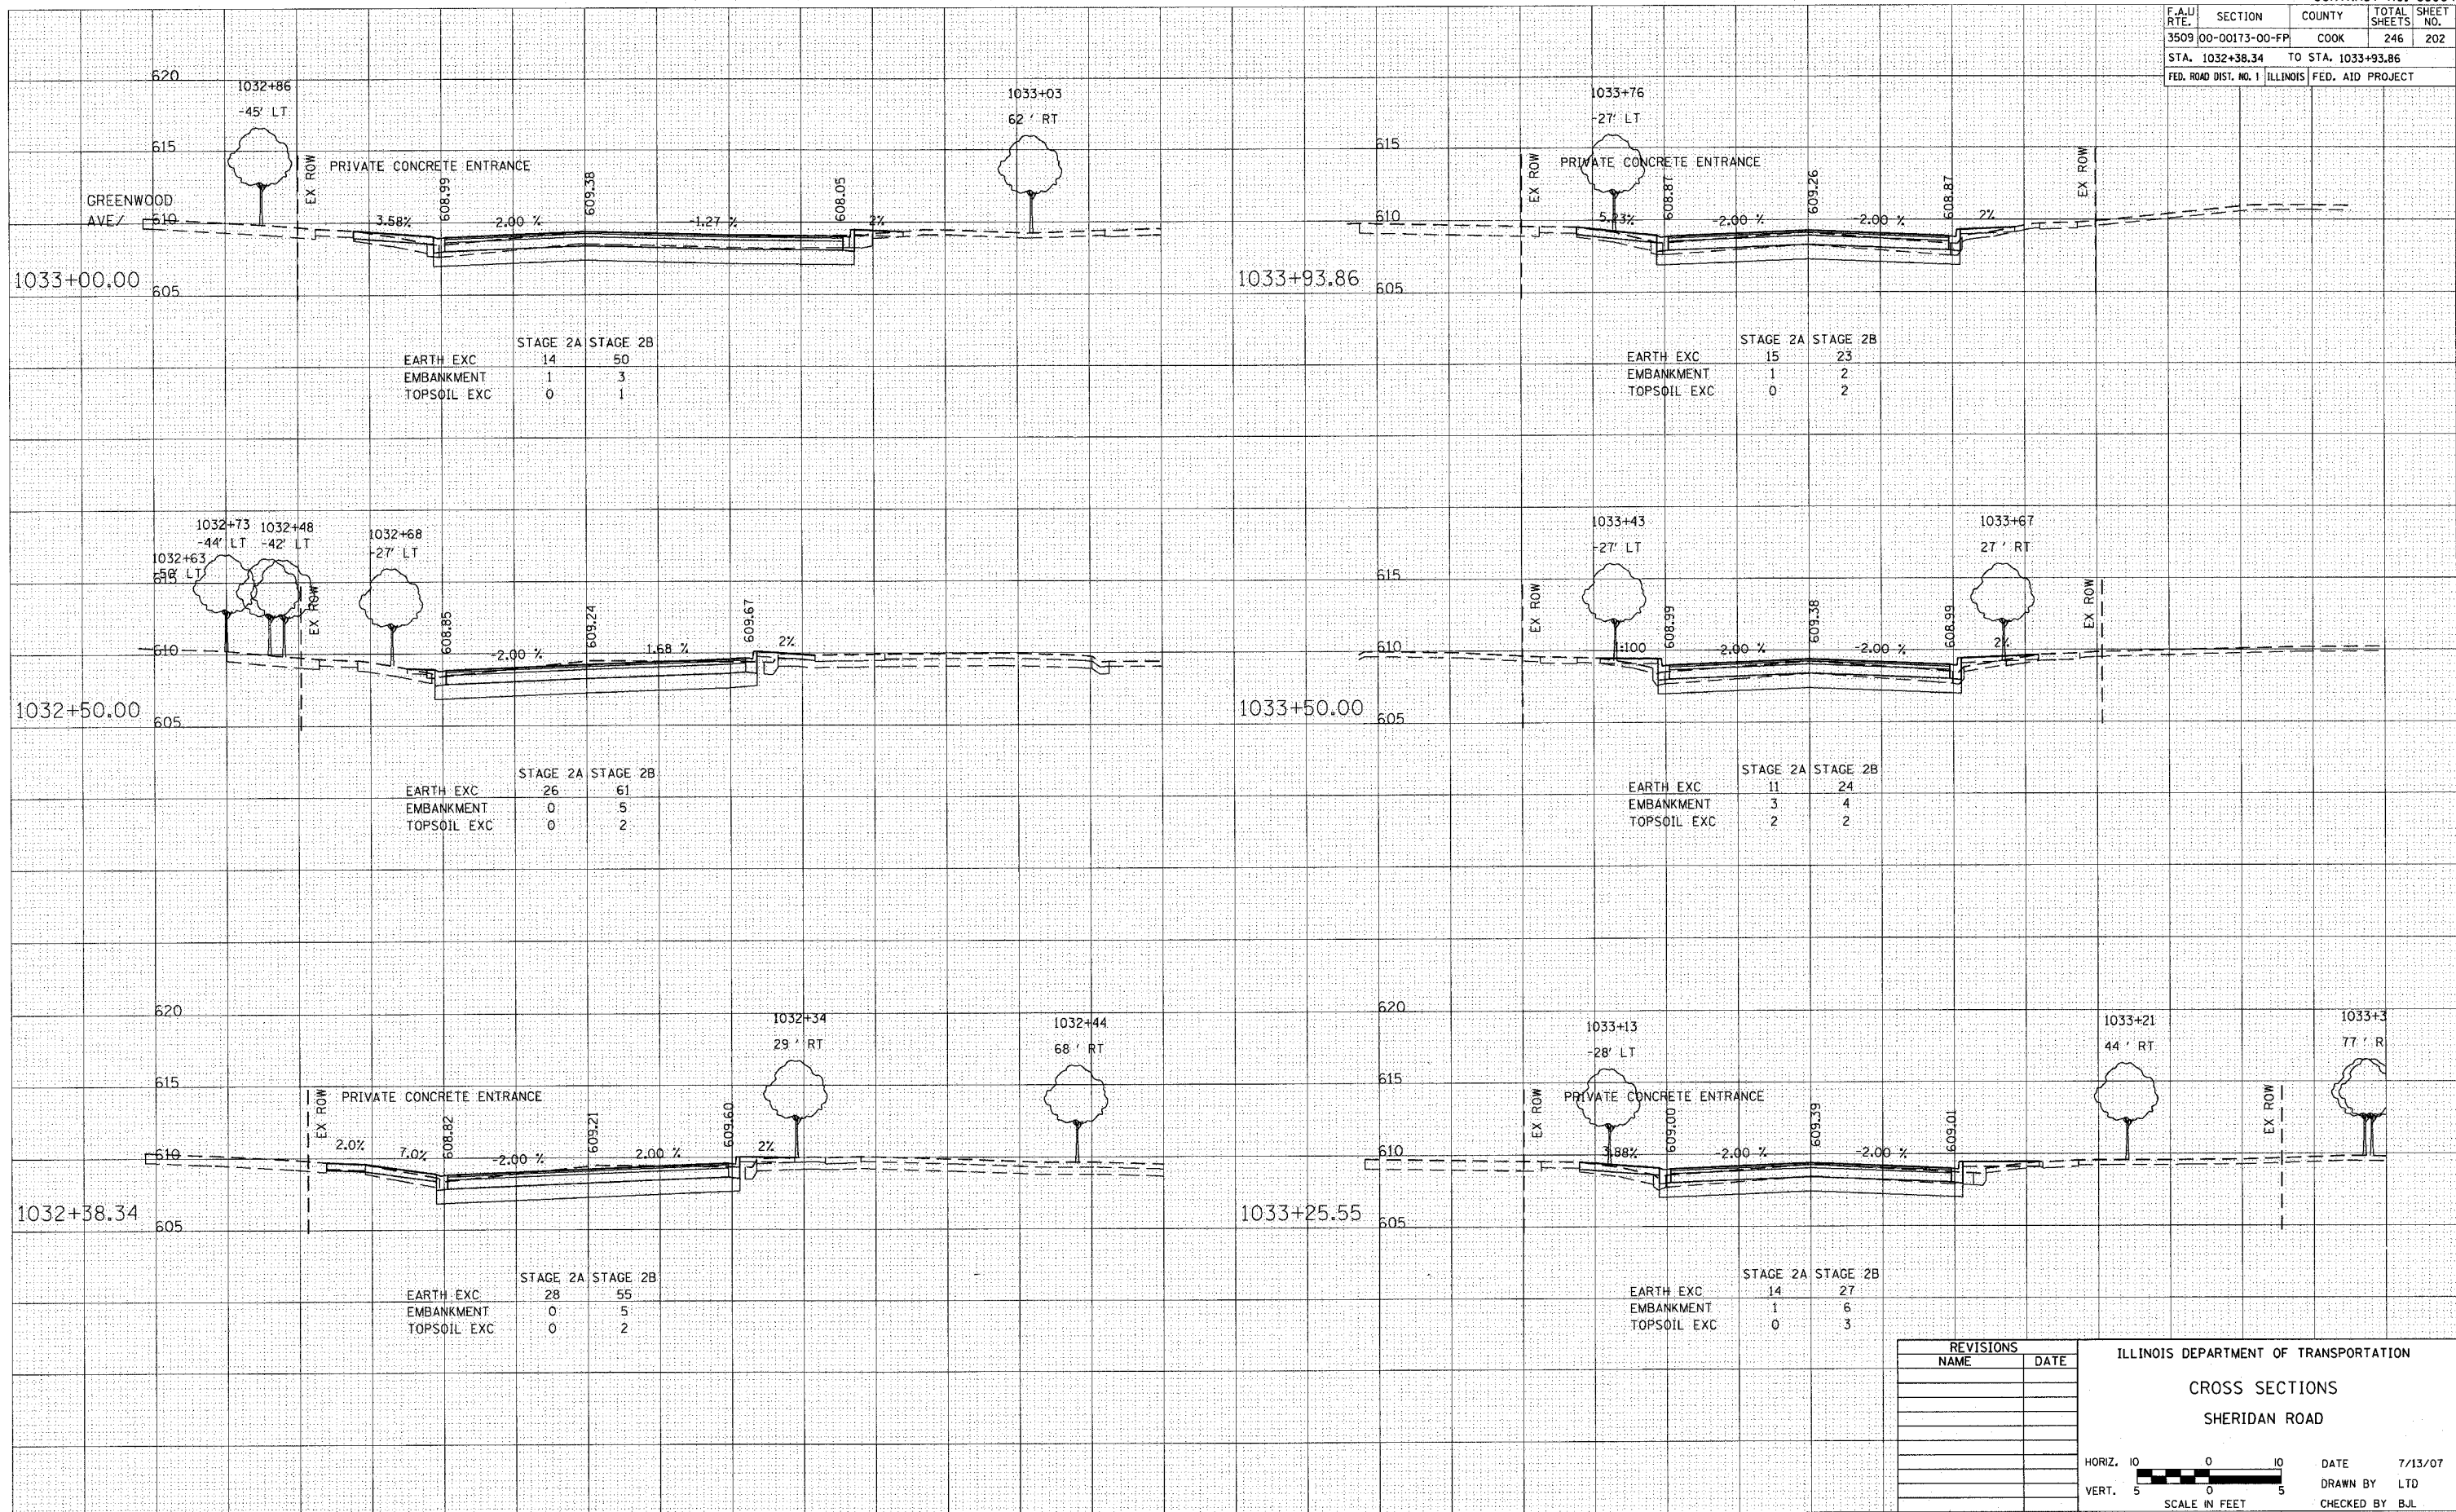 F.A.U RTE. SECTION COUNTY TOTAL SHEETS SHEET NO.
3509 00-00173-00-FP COOK 246 202
STA. 1032+38.34 TO STA. 1033+93.86
FED. ROAD DIST. NO. 1 ILLINOIS FED. AID PROJECT
620
1032+86
-45' LT
1033+03
62 ' RT
615
EX ROW
PRIVATE CONCRETE ENTRANCE
GREENWOOD
AVE/
610
3.58%
608.99
-2.00 %
609.38
-1.27 %
608.05
2%
1033+00.00
605
STAGE 2A STAGE 2B
EARTH EXC 14 50
EMBANKMENT 1 3
TOPSOIL EXC 0 1
1033+76
-27' LT
615
EX ROW
PRIVATE CONCRETE ENTRANCE
EX ROW
610
5.23%
608.87
-2.00 %
609.26
-2.00 %
608.87
2%
1033+93.86
605
STAGE 2A STAGE 2B
EARTH EXC 15 23
EMBANKMENT 1 2
TOPSOIL EXC 0 2
1032+73
-44' LT
1032+48
-42' LT
1032+63
-50' LT
1032+68
-27' LT
615
EX ROW
610
608.85
-2.00 %
609.24
1.68 %
609.67
2%
1032+50.00
605
STAGE 2A STAGE 2B
EARTH EXC 26 61
EMBANKMENT 0 5
TOPSOIL EXC 0 2
1033+43
-27' LT
1033+67
27 ' RT
615
EX ROW
EX ROW
610
:100
608.99
-2.00 %
609.38
-2.00 %
608.99
2%
1033+50.00
605
STAGE 2A STAGE 2B
EARTH EXC 11 24
EMBANKMENT 3 4
TOPSOIL EXC 2 2
620
1032+34
29 ' RT
1032+44
68 ' RT
615
EX ROW
PRIVATE CONCRETE ENTRANCE
610
2.0%
7.0%
608.82
-2.00 %
609.21
2.00 %
609.60
2%
1032+38.34
605
STAGE 2A STAGE 2B
EARTH EXC 28 55
EMBANKMENT 0 5
TOPSOIL EXC 0 2
620
1033+13
-28' LT
1033+21
44 ' RT
1033+3
77 ' R
615
EX ROW
PRIVATE CONCRETE ENTRANCE
EX ROW
610
3.88%
609.00
-2.00 %
609.39
-2.00 %
609.01
1033+25.55
605
STAGE 2A STAGE 2B
EARTH EXC 14 27
EMBANKMENT 1 6
TOPSOIL EXC 0 3
REVISIONS
NAME DATE
ILLINOIS DEPARTMENT OF TRANSPORTATION
CROSS SECTIONS
SHERIDAN ROAD
HORIZ. 10 0 10
VERT. 5 0 5
SCALE IN FEET
DATE 7/13/07
DRAWN BY LTD
CHECKED BY BJL